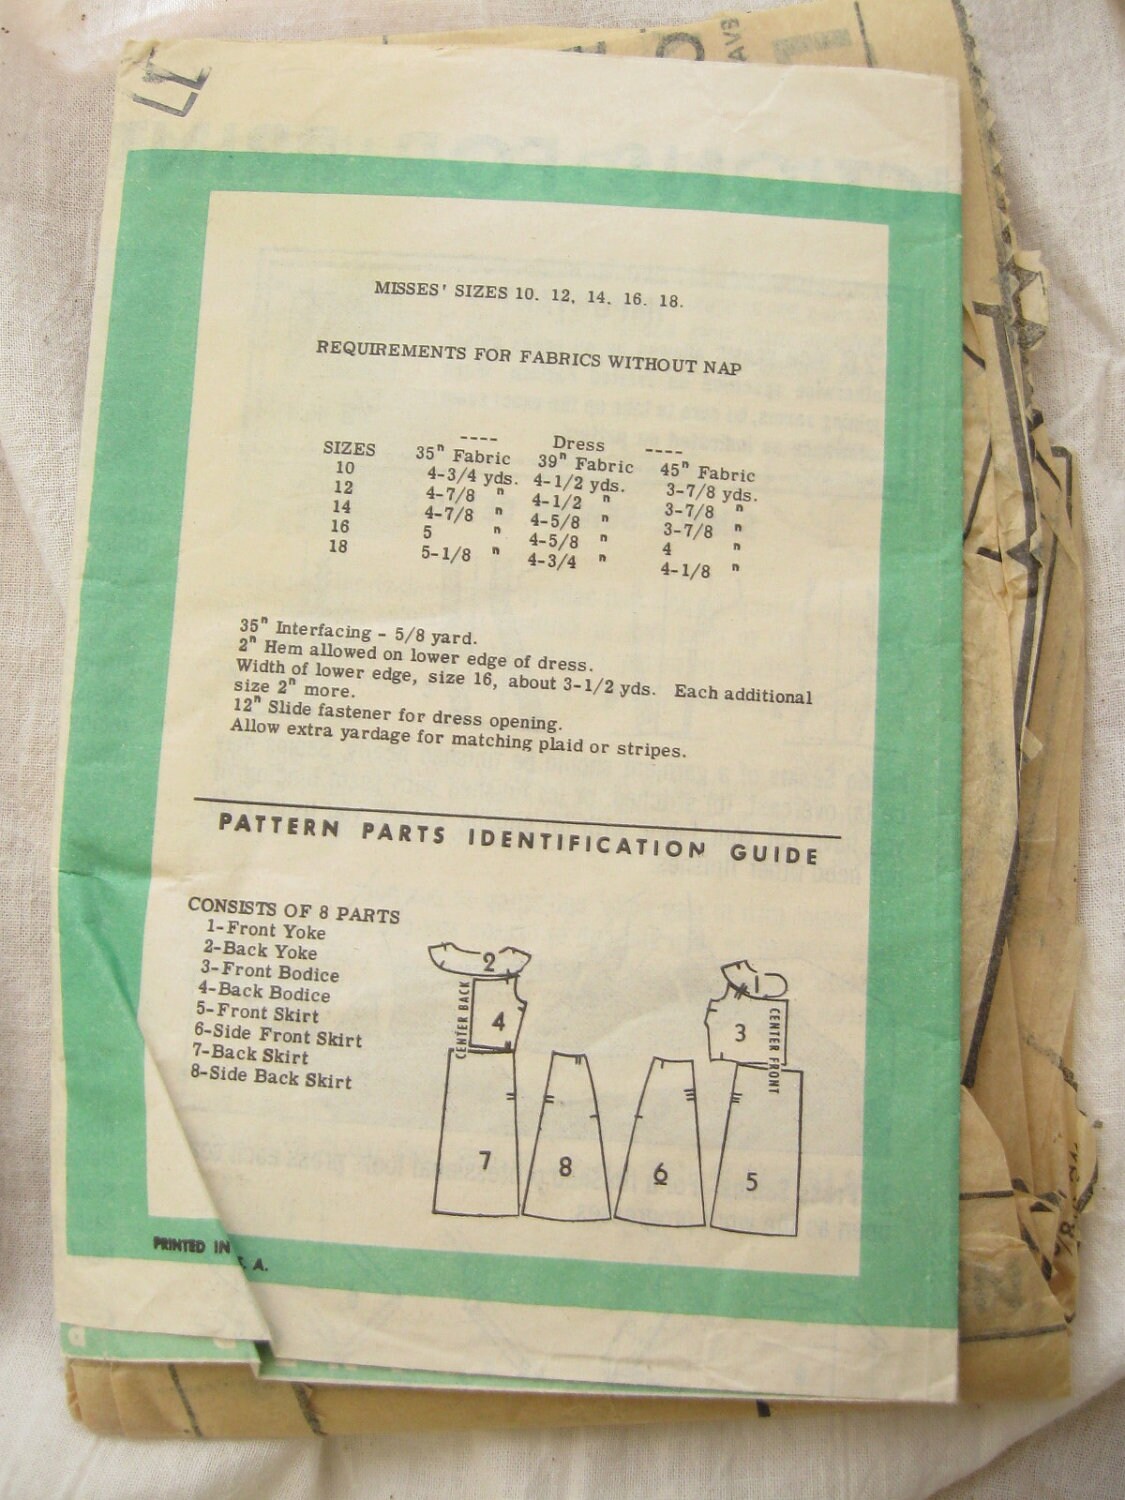 MISSES' SIZES 10. 12, 14. 16. 18.
REQUIREMENTS FOR FABRICS WITHOUT NAP
---- Dress ----
SIZES 35" Fabric 39" Fabric 45" Fabric
10 4-3/4 yds. 4-1/2 yds. 3-7/8 yds.
12 4-7/8 " 4-1/2 " 3-7/8 "
14 4-7/8 " 4-5/8 " 3-7/8 "
16 5 " 4-5/8 " 4 "
18 5-1/8 " 4-3/4 " 4-1/8 "
35" Interfacing - 5/8 yard.
2" Hem allowed on lower edge of dress.
Width of lower edge, size 16, about 3-1/2 yds. Each additional
size 2" more.
12" Slide fastener for dress opening.
Allow extra yardage for matching plaid or stripes.
PATTERN PARTS IDENTIFICATION GUIDE
CONSISTS OF 8 PARTS
1-Front Yoke
2-Back Yoke
3-Front Bodice
4-Back Bodice
5-Front Skirt
6-Side Front Skirt
7-Back Skirt
8-Side Back Skirt
2
1
CENTER BACK
4
3
CENTER FRONT
7
8
6
5
PRINTED IN
A.